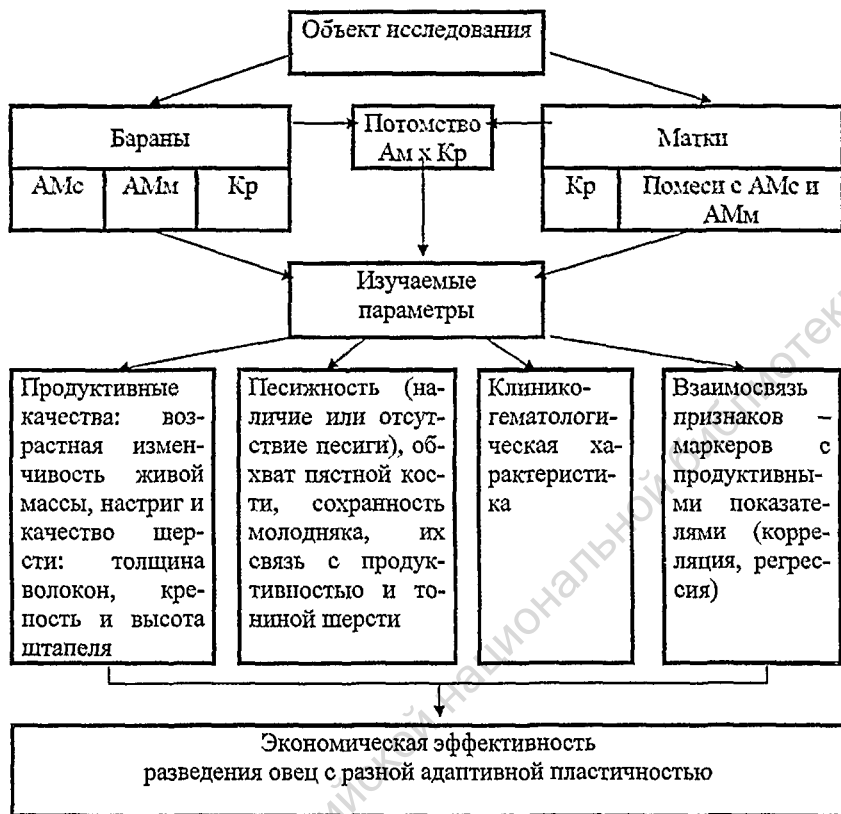 Объект исследования
Бараны
АМс
АМм
Кр
Потомство
Ам х Кр
Матки
Кр
Помеси с АМс и
АМм
Изучаемые
параметры
Продуктивные
качества: воз-
растная измен-
чивость живой
массы, настриг и
качество шер-
сти: толщина
волокон, кре-
пость и высота
штапеля
Песижность (на-
личие или отсут-
ствие песиги), об-
хват пястной кос-
ти, сохранность
молодняка, их
связь с продук-
тивностью и то-
ниной шерсти
Клинико-
гематологи-
ческая ха-
рактеристи-
ка
Взаимосвязь
признаков –
маркеров с
продуктивны-
ми показате-
лями (корре-
ляция, регрес-
сия)
Экономическая эффективность
разведения овец с разной адаптивной пластичностью
национальной